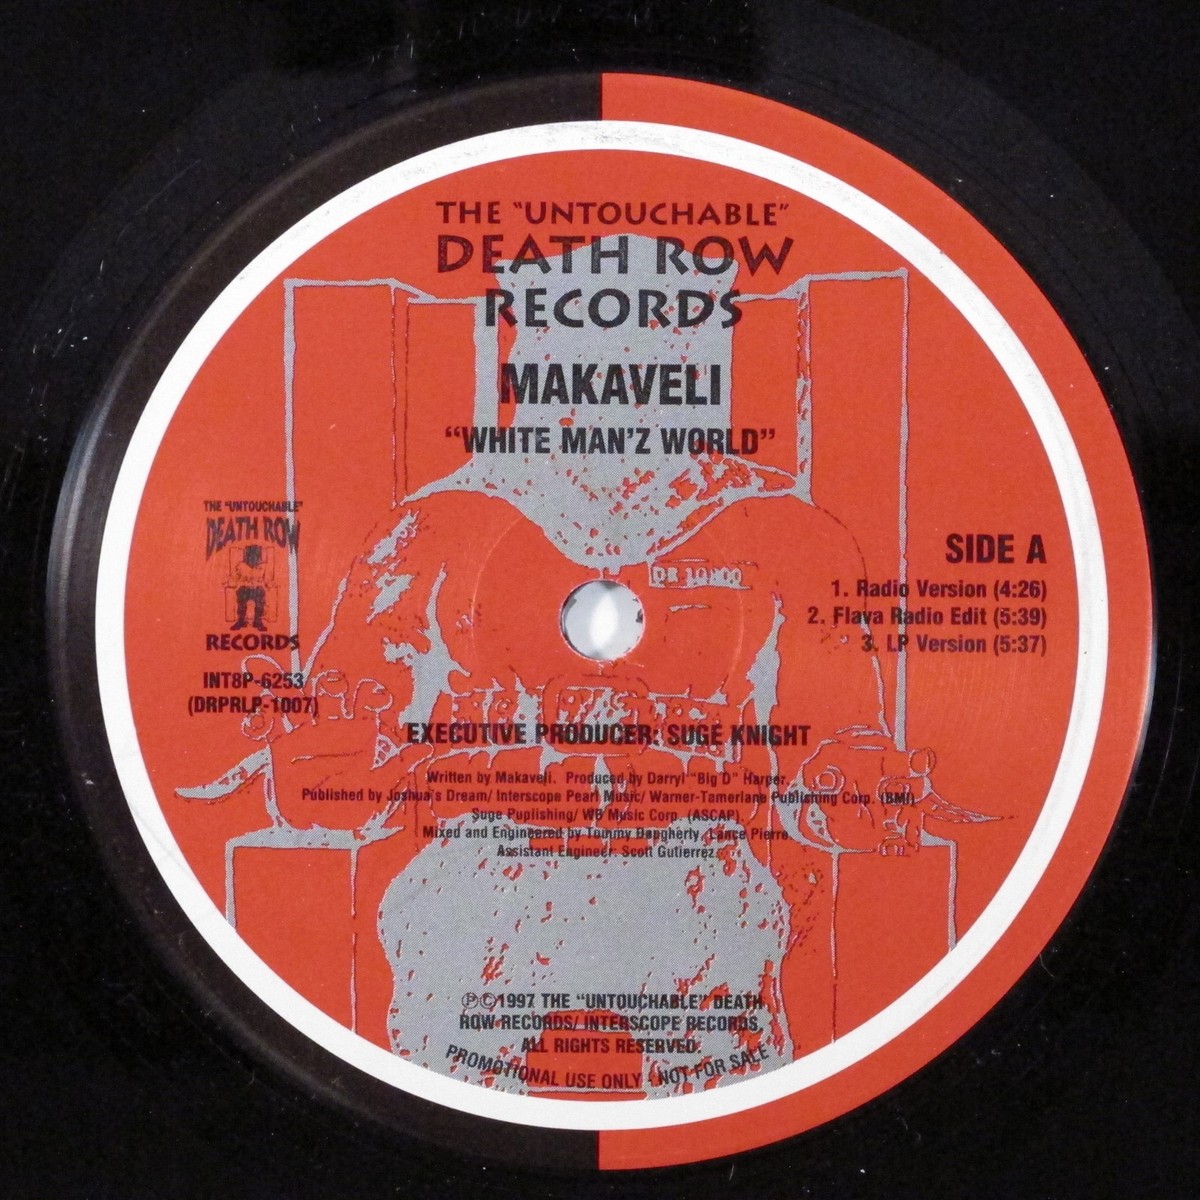 THE "UNTOUCHABLE"
DEATH ROW
RECORDS
MAKAVELI
"WHITE MAN'Z WORLD"
THE "UNTOUCHABLE"
DEATH ROW
RECORDS
INT8P-6253
(DRPRLP-1007)
SIDE A
1. Radio Version (4:26)
2. Flava Radio Edit (5:39)
3. LP Version (5:37)
EXECUTIVE PRODUCER: SUGE KNIGHT
Written by Makaveli. Produced by Darryl "Big D" Harper.
Published by Joshua's Dream/ Interscope Pearl Music/ Warner-Tamerlane Publishing Corp. (BMI)
Suge Puplishing/ WB Music Corp. (ASCAP).
Mixed and Engineered by Tommy Daugherty, Lance Pierre.
Assistant Engineer: Scott Gutierrez.
℗©1997 THE "UNTOUCHABLE" DEATH
ROW RECORDS/ INTERSCOPE RECORDS.
ALL RIGHTS RESERVED.
PROMOTIONAL USE ONLY - NOT FOR SALE